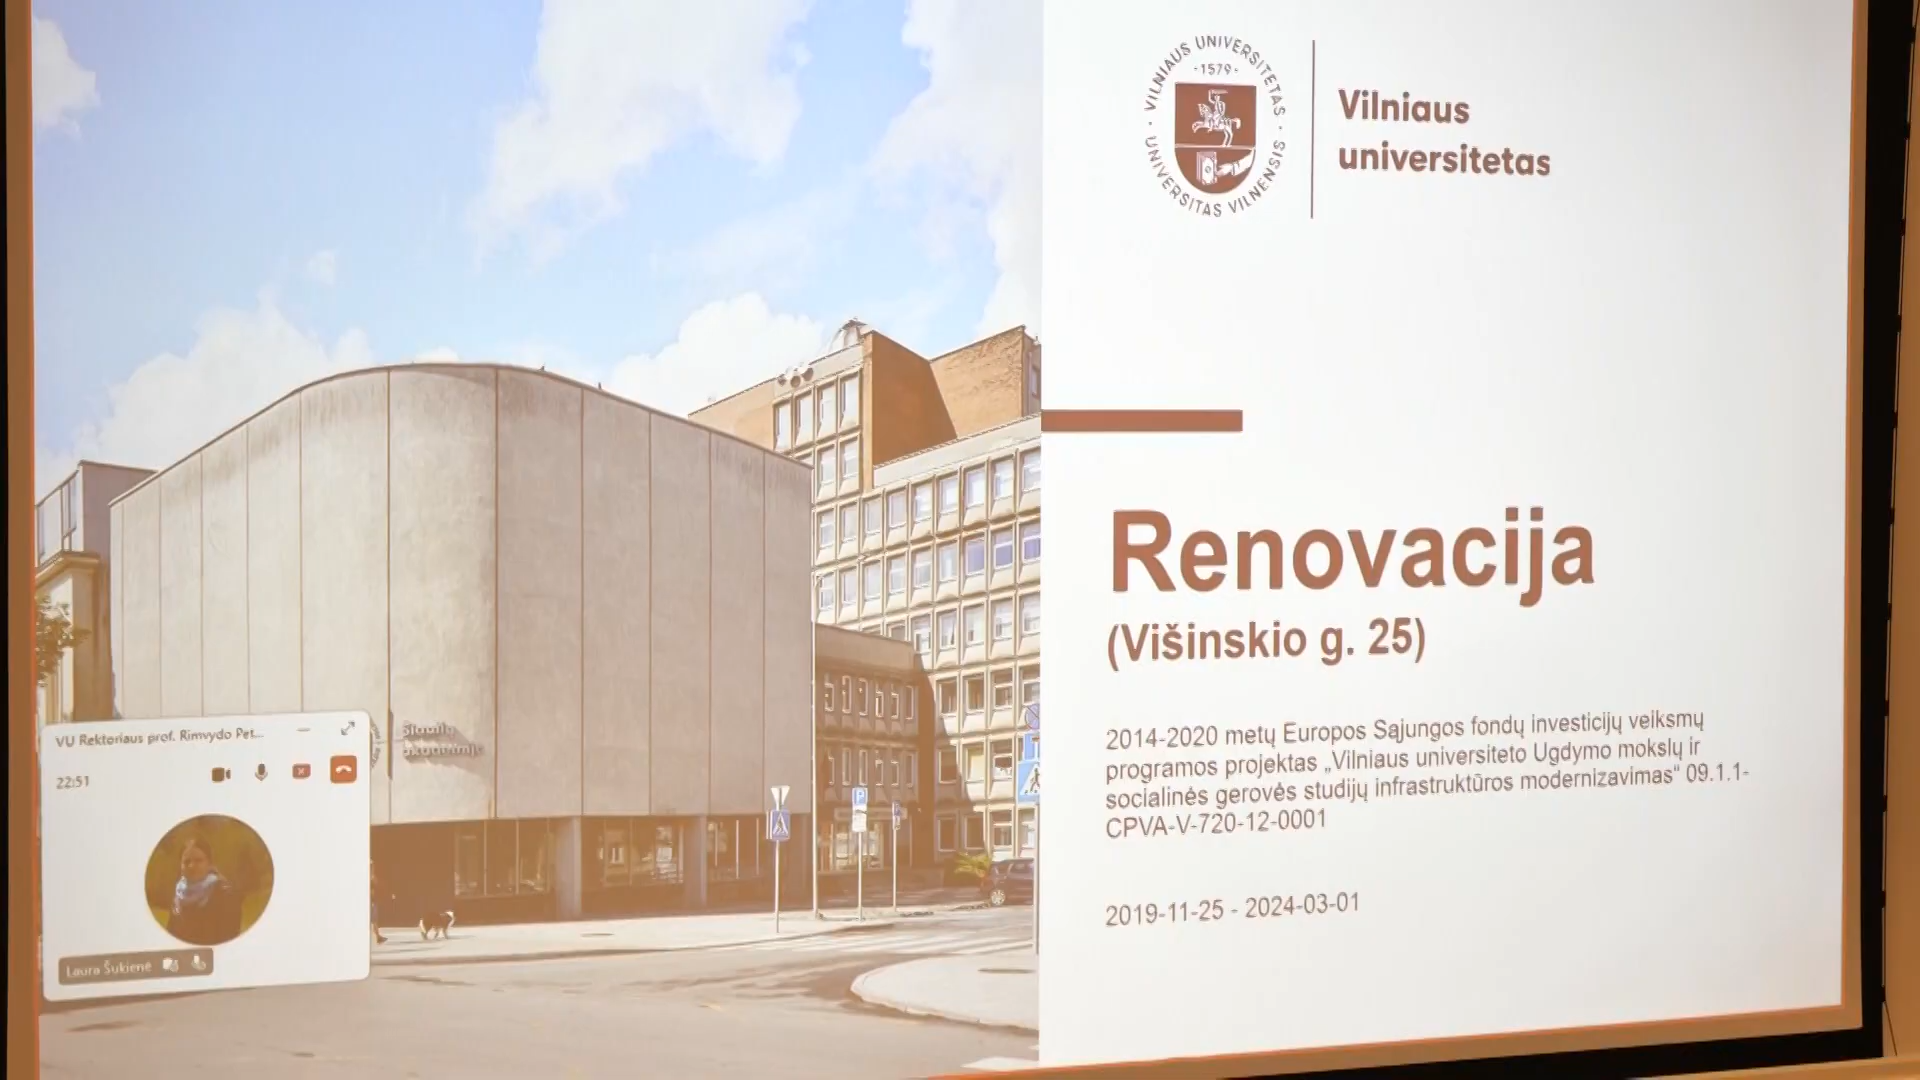 VILNIAUS UNIVERSITETAS
· 1579 ·
UNIVERSITAS VILNENSIS
Vilniaus
universitetas
Renovacija
(Višinskio g. 25)
2014-2020 metų Europos Sąjungos fondų investicijų veiksmų
programos projektas „Vilniaus universiteto Ugdymo mokslų ir
socialinės gerovės studijų infrastruktūros modernizavimas“ 09.1.1-
CPVA-V-720-12-0001
2019-11-25 - 2024-03-01
Šiaulių
akademija
VU Rektoriaus prof. Rimvydo Pet...
22:51
Laura Šukienė
P